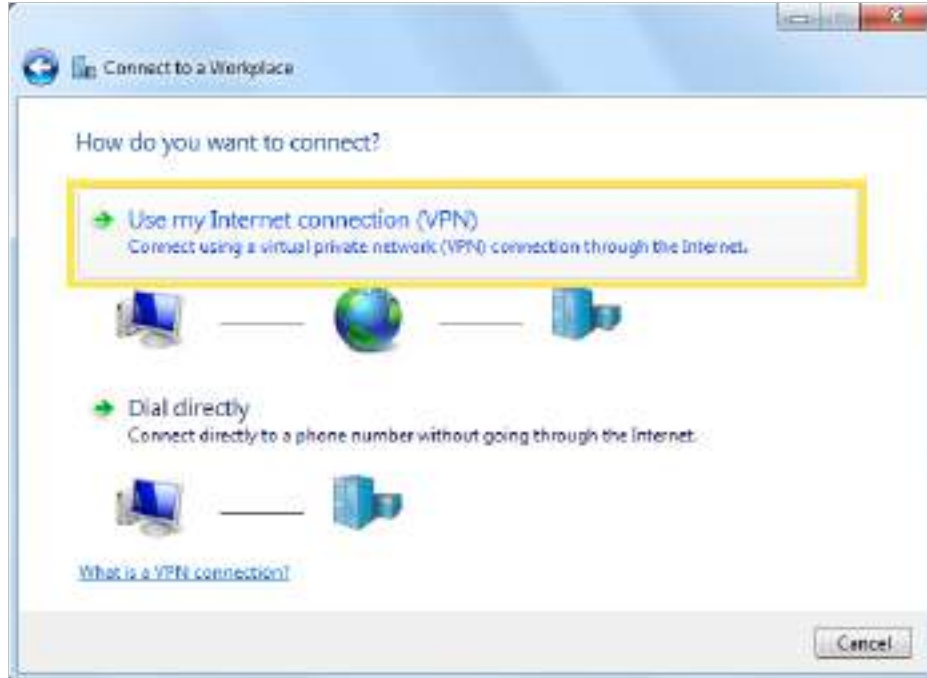 Connect to a Workplace
How do you want to connect?
Use my Internet connection (VPN)
Connect using a virtual private network (VPN) connection through the Internet.
Dial directly
Connect directly to a phone number without going through the Internet.
What is a VPN connection?
Cancel